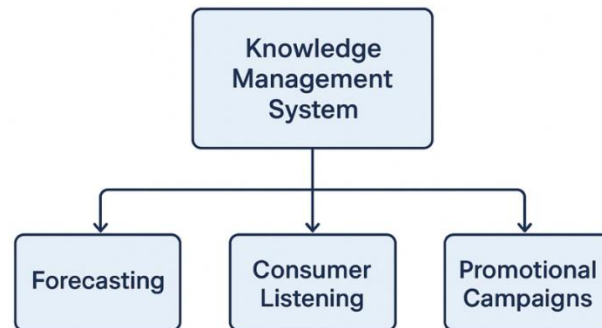 Knowledge
Management
System
Forecasting
Consumer
Listening
Promotional
Campaigns